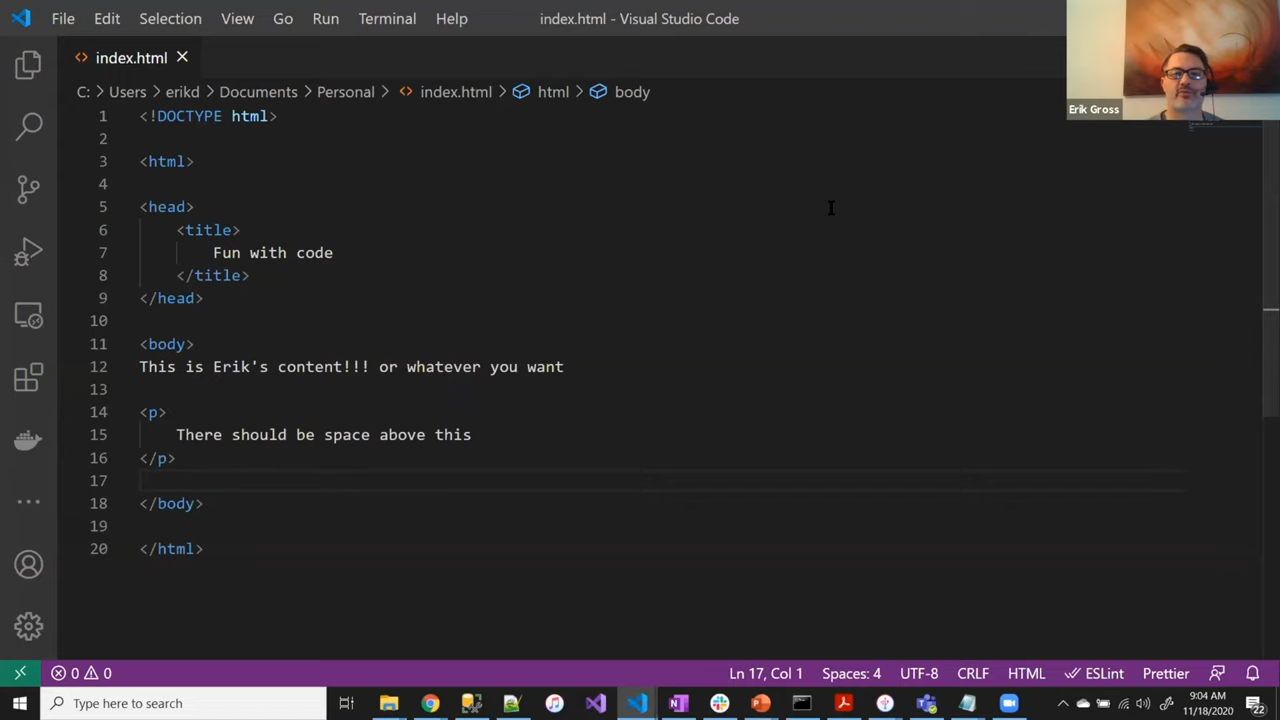 File Edit Selection View Go Run Terminal Help index.html - Visual Studio Code
index.html
Erik Gross
C: > Users > erikd > Documents > Personal > index.html > html > body
1 <!DOCTYPE html>
2
3 <html>
4
5 <head>
6 <title>
7 Fun with code
8 </title>
9 </head>
10
11 <body>
12 This is Erik's content!!! or whatever you want
13
14 <p>
15 There should be space above this
16 </p>
17
18 </body>
19
20 </html>
0 0 Ln 17, Col 1 Spaces: 4 UTF-8 CRLF HTML ESLint Prettier
Type here to search
9:04 AM
11/18/2020
22